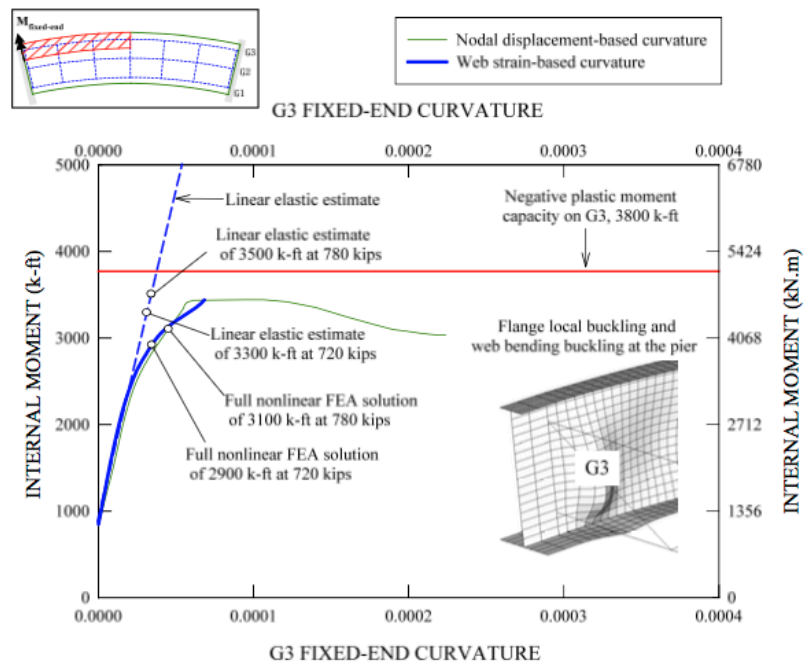 M fixed-end
G3
G2
G1
Nodal displacement-based curvature
Web strain-based curvature
G3 FIXED-END CURVATURE
0.0000 0.0001 0.0002 0.0003 0.0004
5000 6780
4000 5424
3000 4068
2000 2712
1000 1356
0 0
INTERNAL MOMENT (k-ft)
INTERNAL MOMENT (kN.m)
Linear elastic estimate
Linear elastic estimate
of 3500 k-ft at 780 kips
Negative plastic moment
capacity on G3, 3800 k-ft
Linear elastic estimate
of 3300 k-ft at 720 kips
Flange local buckling and
web bending buckling at the pier
Full nonlinear FEA solution
of 3100 k-ft at 780 kips
Full nonlinear FEA solution
of 2900 k-ft at 720 kips
G3
0.0000 0.0001 0.0002 0.0003 0.0004
G3 FIXED-END CURVATURE